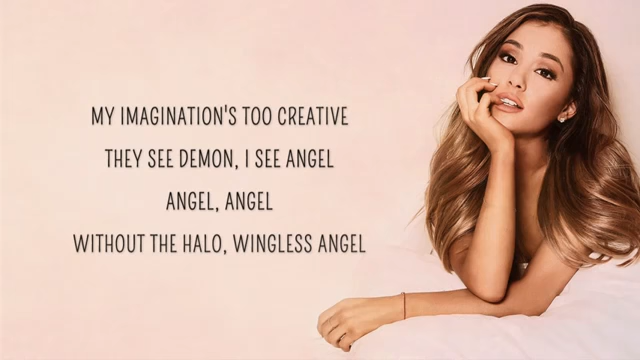 MY IMAGINATION'S TOO CREATIVE
THEY SEE DEMON, I SEE ANGEL
ANGEL, ANGEL
WITHOUT THE HALO, WINGLESS ANGEL